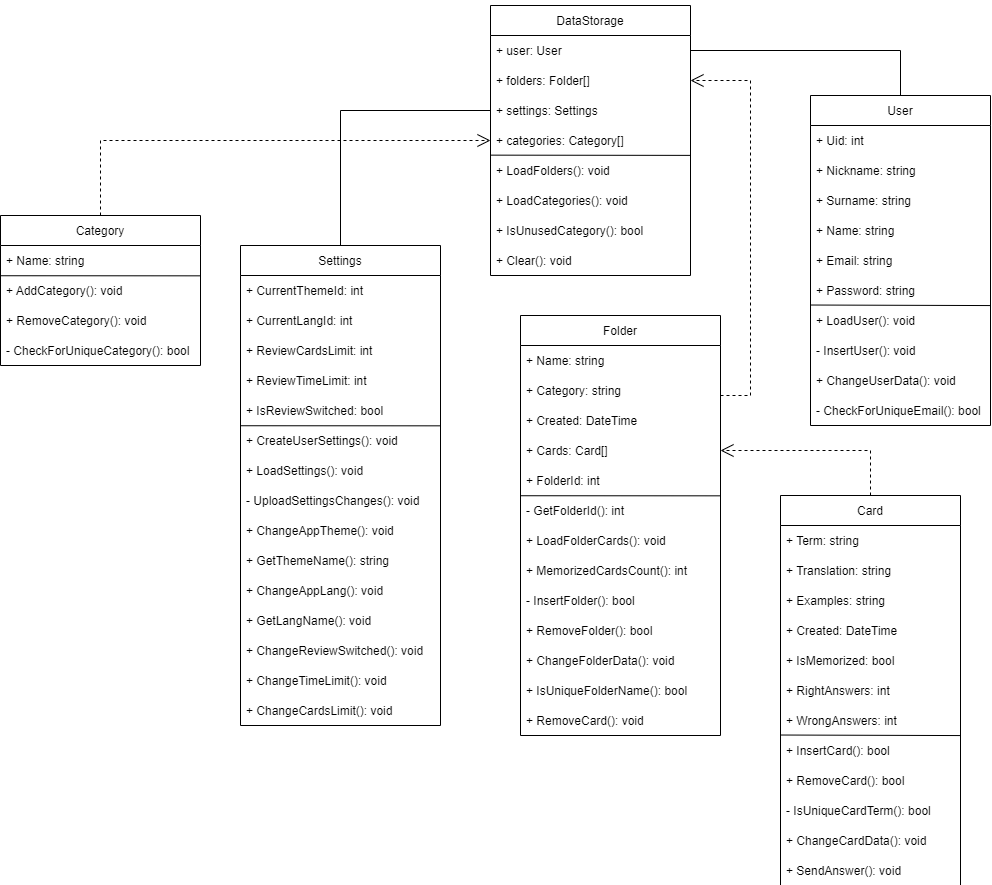 DataStorage
+ user: User
+ folders: Folder[]
+ settings: Settings
+ categories: Category[]
+ LoadFolders(): void
+ LoadCategories(): void
+ IsUnusedCategory(): bool
+ Clear(): void
User
+ Uid: int
+ Nickname: string
+ Surname: string
+ Name: string
+ Email: string
+ Password: string
+ LoadUser(): void
- InsertUser(): void
+ ChangeUserData(): void
- CheckForUniqueEmail(): bool
Category
+ Name: string
+ AddCategory(): void
+ RemoveCategory(): void
- CheckForUniqueCategory(): bool
Settings
+ CurrentThemeId: int
+ CurrentLangId: int
+ ReviewCardsLimit: int
+ ReviewTimeLimit: int
+ IsReviewSwitched: bool
+ CreateUserSettings(): void
+ LoadSettings(): void
- UploadSettingsChanges(): void
+ ChangeAppTheme(): void
+ GetThemeName(): string
+ ChangeAppLang(): void
+ GetLangName(): void
+ ChangeReviewSwitched(): void
+ ChangeTimeLimit(): void
+ ChangeCardsLimit(): void
Folder
+ Name: string
+ Category: string
+ Created: DateTime
+ Cards: Card[]
+ FolderId: int
- GetFolderId(): int
+ LoadFolderCards(): void
+ MemorizedCardsCount(): int
- InsertFolder(): bool
+ RemoveFolder(): bool
+ ChangeFolderData(): void
+ IsUniqueFolderName(): bool
+ RemoveCard(): void
Card
+ Term: string
+ Translation: string
+ Examples: string
+ Created: DateTime
+ IsMemorized: bool
+ RightAnswers: int
+ WrongAnswers: int
+ InsertCard(): bool
+ RemoveCard(): bool
- IsUniqueCardTerm(): bool
+ ChangeCardData(): void
+ SendAnswer(): void